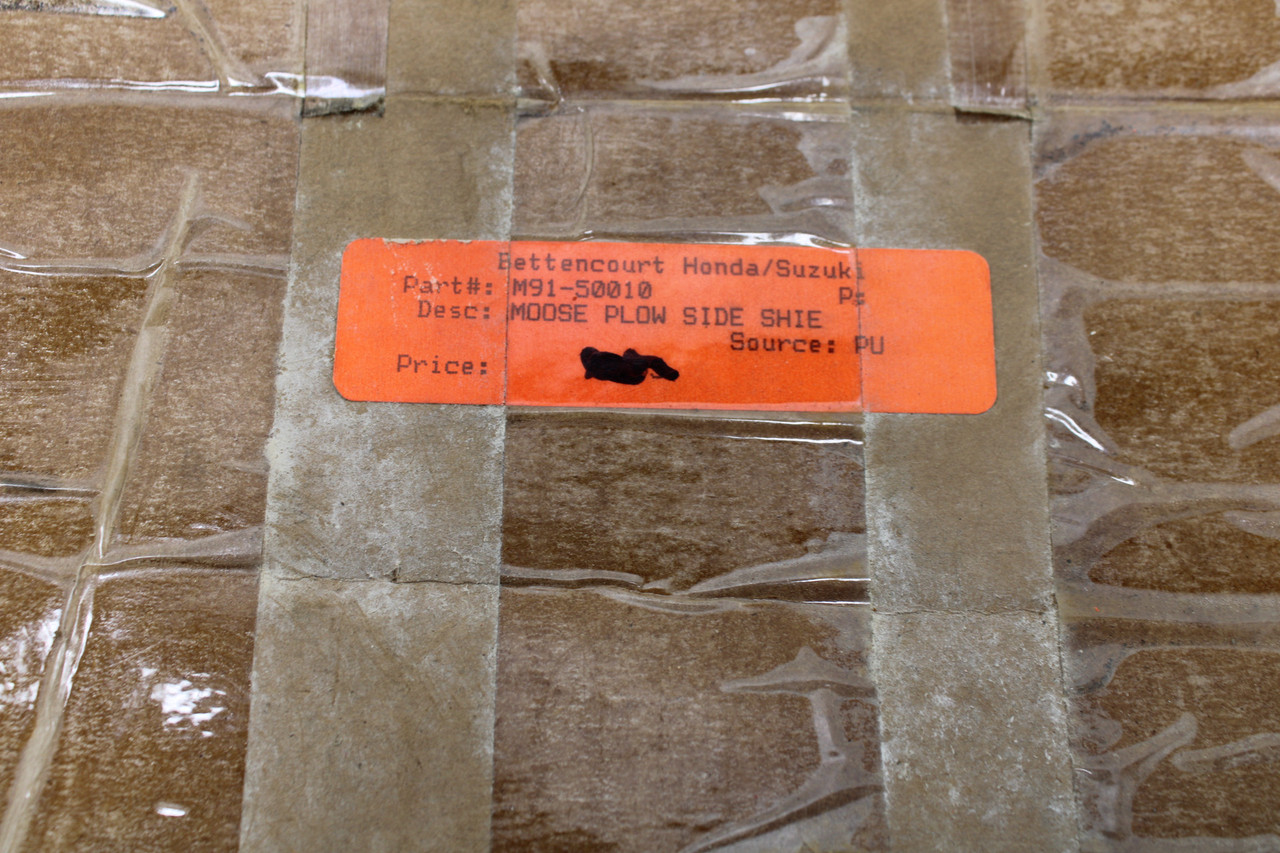 Bettencourt Honda/Suzuki
Part#: M91-50010 P:
Desc: MOOSE PLOW SIDE SHIE
Source: PU
Price: